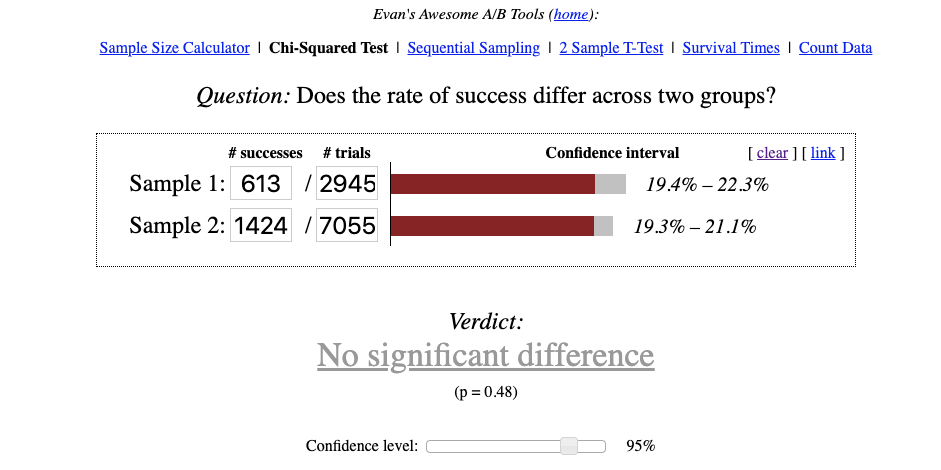 Evan's Awesome A/B Tools (home):
Sample Size Calculator | Chi-Squared Test | Sequential Sampling | 2 Sample T-Test | Survival Times | Count Data
Question: Does the rate of success differ across two groups?
# successes # trials Confidence interval [ clear ] [ link ]
Sample 1: 613 / 2945 19.4% – 22.3%
Sample 2: 1424 / 7055 19.3% – 21.1%
Verdict:
No significant difference
(p = 0.48)
Confidence level: 95%